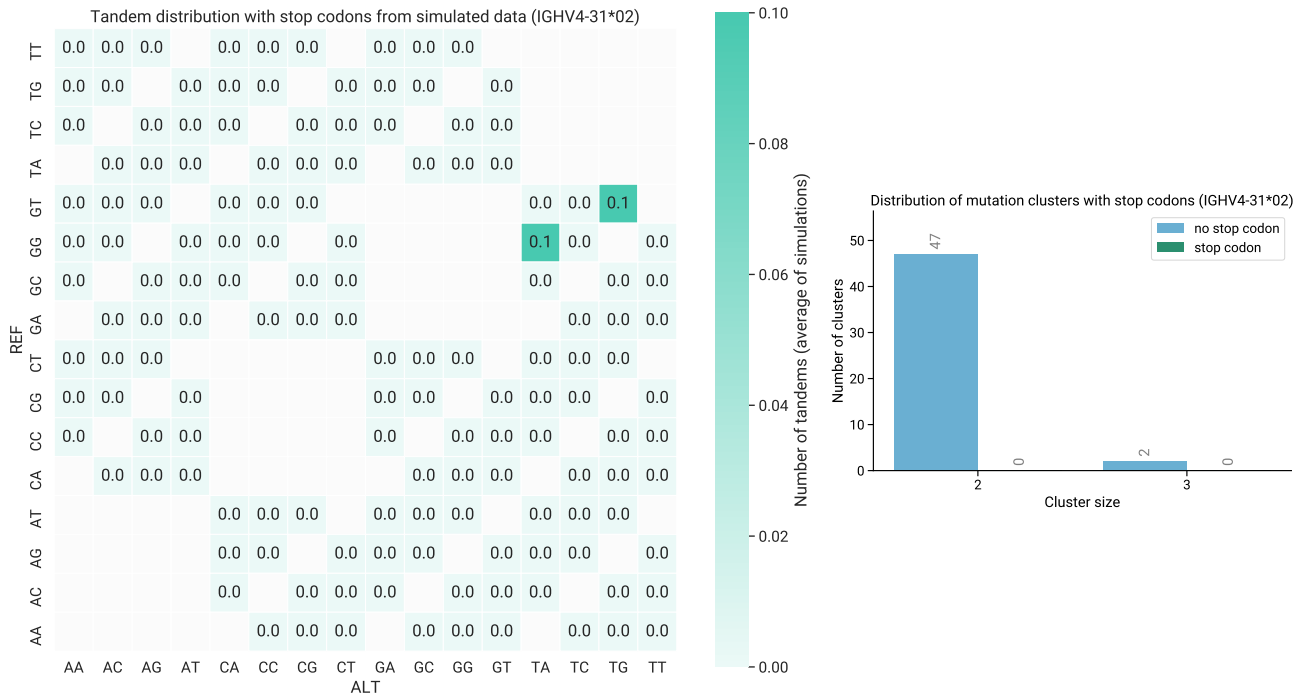 Tandem distribution with stop codons from simulated data (IGHV4-31*02)
REF
TT 0.0 0.0 0.0 0.0 0.0 0.0 0.0 0.0 0.0
TG 0.0 0.0 0.0 0.0 0.0 0.0 0.0 0.0 0.0
TC 0.0 0.0 0.0 0.0 0.0 0.0 0.0 0.0 0.0
TA 0.0 0.0 0.0 0.0 0.0 0.0 0.0 0.0 0.0
GT 0.0 0.0 0.0 0.0 0.0 0.0 0.0 0.0 0.1
GG 0.0 0.0 0.0 0.0 0.0 0.0 0.1 0.0 0.0
GC 0.0 0.0 0.0 0.0 0.0 0.0 0.0 0.0 0.0
GA 0.0 0.0 0.0 0.0 0.0 0.0 0.0 0.0 0.0
CT 0.0 0.0 0.0 0.0 0.0 0.0 0.0 0.0 0.0
CG 0.0 0.0 0.0 0.0 0.0 0.0 0.0 0.0 0.0
CC 0.0 0.0 0.0 0.0 0.0 0.0 0.0 0.0 0.0
CA 0.0 0.0 0.0 0.0 0.0 0.0 0.0 0.0 0.0
AT 0.0 0.0 0.0 0.0 0.0 0.0 0.0 0.0 0.0
AG 0.0 0.0 0.0 0.0 0.0 0.0 0.0 0.0 0.0
AC 0.0 0.0 0.0 0.0 0.0 0.0 0.0 0.0 0.0
AA 0.0 0.0 0.0 0.0 0.0 0.0 0.0 0.0 0.0
AA AC AG AT CA CC CG CT GA GC GG GT TA TC TG TT
ALT
0.10
0.08
0.06
0.04
0.02
0.00
Number of tandems (average of simulations)
Distribution of mutation clusters with stop codons (IGHV4-31*02)
no stop codon
stop codon
Number of clusters
50
40
30
20
10
0
47
0
2
0
2 3
Cluster size